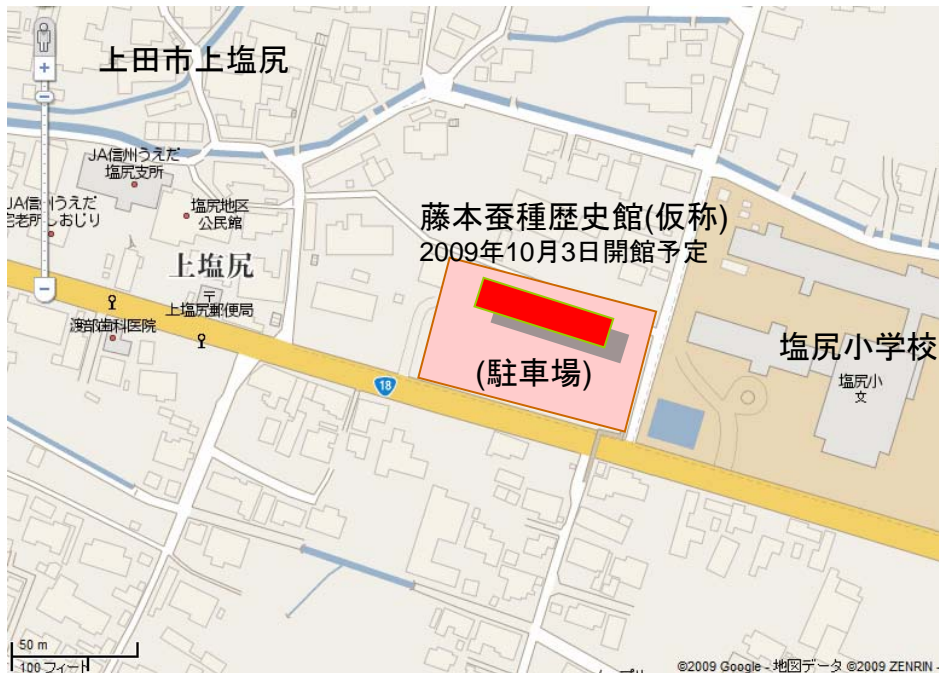 上田市上塩尻
JA信州うえだ
塩尻支所
塩尻地区
公民館
上塩尻
〒
上塩尻郵便局
渡部歯科医院
18
藤本蚕種歴史館(仮称)
2009年10月3日開館予定
(駐車場)
塩尻小学校
塩尻小
文
50 m
100 フィート
©2009 Google - 地図データ ©2009 ZENRIN -